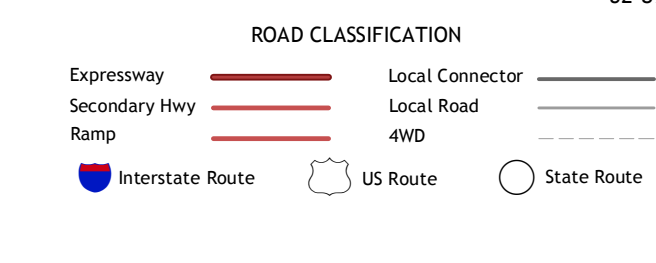 ROAD CLASSIFICATION
Expressway
Local Connector
Secondary Hwy
Local Road
Ramp
4WD
Interstate Route
US Route
State Route